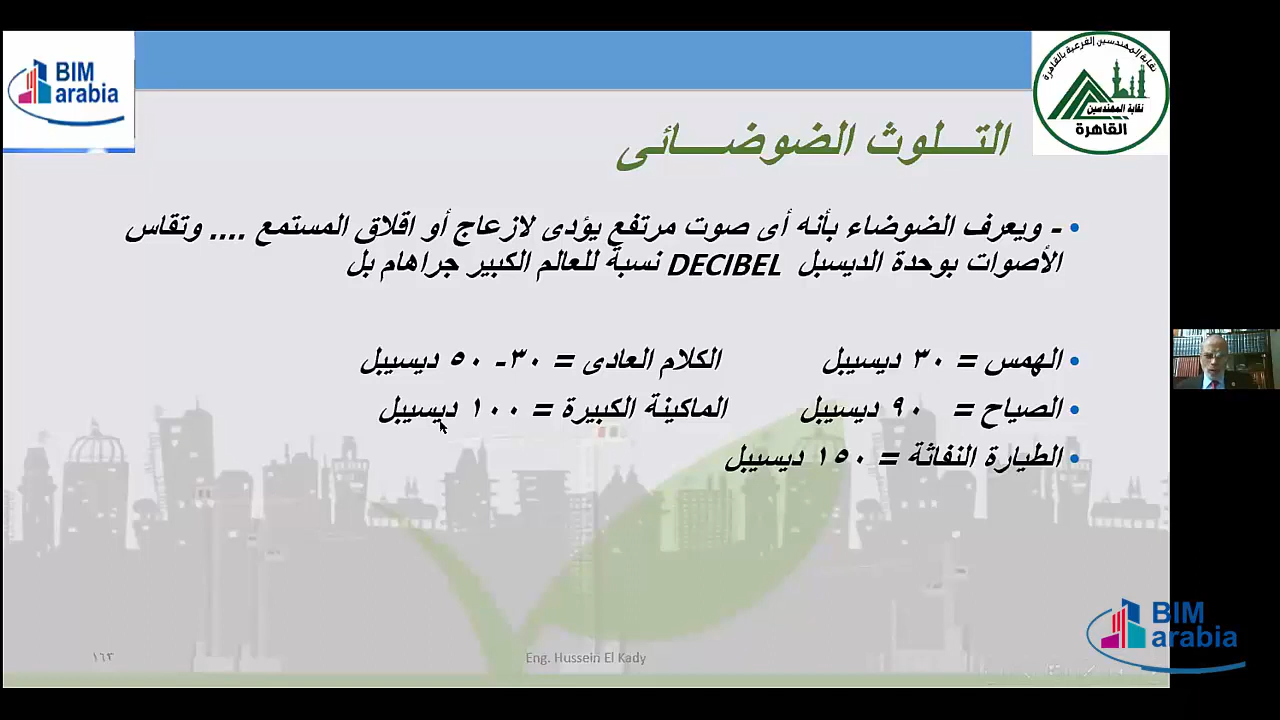 BIM
arabia
نقابة المهندسين الفرعية بالقاهرة
نقابة المهندسين
القاهرة
التـــلوث الضوضـــائى
• - ويعرف الضوضاء بأنه أى صوت مرتفع يؤدى لازعاج أو اقلاق المستمع .... وتقاس
الأصوات بوحدة الديسبل DECIBEL نسبة للعالم الكبير جراهام بل
• الهمس = ٣٠ ديسيبل الكلام العادى = ٣٠- ٥٠ ديسيبل
• الصياح = ٩٠ ديسيبل الماكينة الكبيرة = ١٠٠ ديسيبل
• الطيارة النفاثة = ١٥٠ ديسيبل
١٦٣
Eng. Hussein El Kady
BIM
arabia